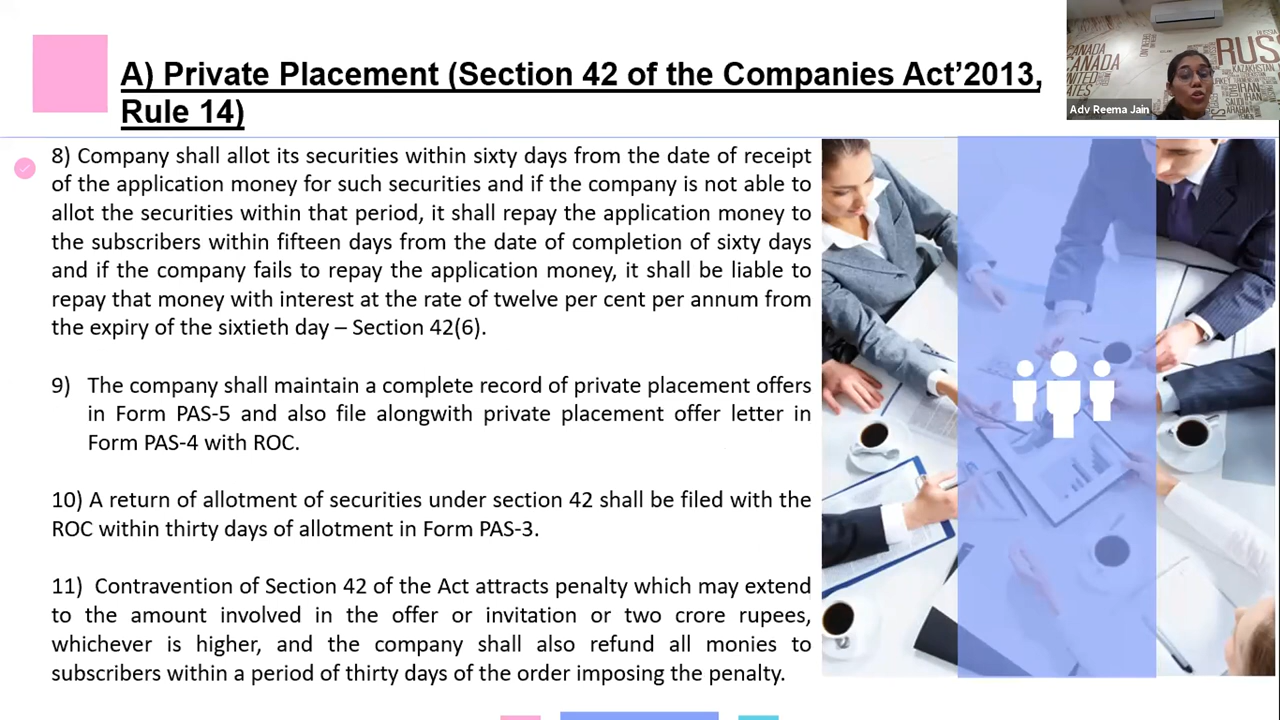 A) Private Placement (Section 42 of the Companies Act’2013,
Rule 14)
8) Company shall allot its securities within sixty days from the date of receipt
of the application money for such securities and if the company is not able to
allot the securities within that period, it shall repay the application money to
the subscribers within fifteen days from the date of completion of sixty days
and if the company fails to repay the application money, it shall be liable to
repay that money with interest at the rate of twelve per cent per annum from
the expiry of the sixtieth day – Section 42(6).
9) The company shall maintain a complete record of private placement offers
in Form PAS-5 and also file alongwith private placement offer letter in
Form PAS-4 with ROC.
10) A return of allotment of securities under section 42 shall be filed with the
ROC within thirty days of allotment in Form PAS-3.
11) Contravention of Section 42 of the Act attracts penalty which may extend
to the amount involved in the offer or invitation or two crore rupees,
whichever is higher, and the company shall also refund all monies to
subscribers within a period of thirty days of the order imposing the penalty.
CANADA
CANADA
UNITED
RUSSIA
RUS
KAZAKHSTAN
IRAN
Adv Reema Jain